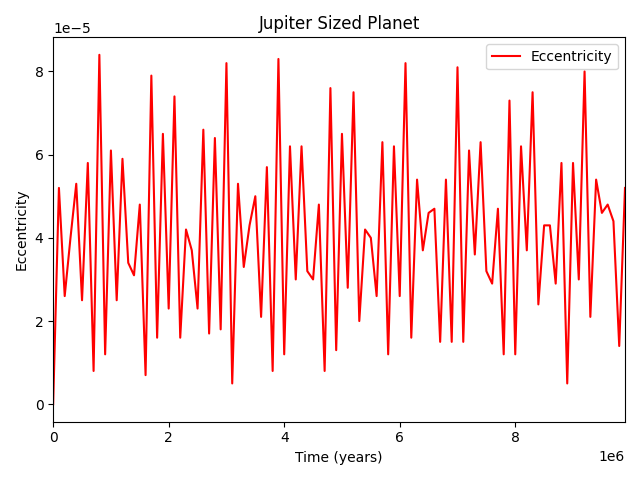 Jupiter Sized Planet
1e−5
Eccentricity
8
6
4
2
0
Eccentricity
0 2 4 6 8
Time (years)
1e6